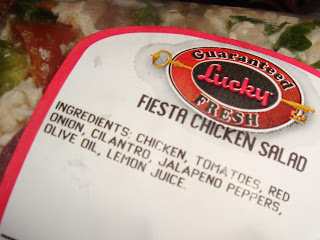 Guaranteed
Lucky
FRESH
FIESTA CHICKEN SALAD
INGREDIENTS: CHICKEN, TOMATOES, RED
ONION, CILANTRO, JALAPENO PEPPERS,
OLIVE OIL, LEMON JUICE.